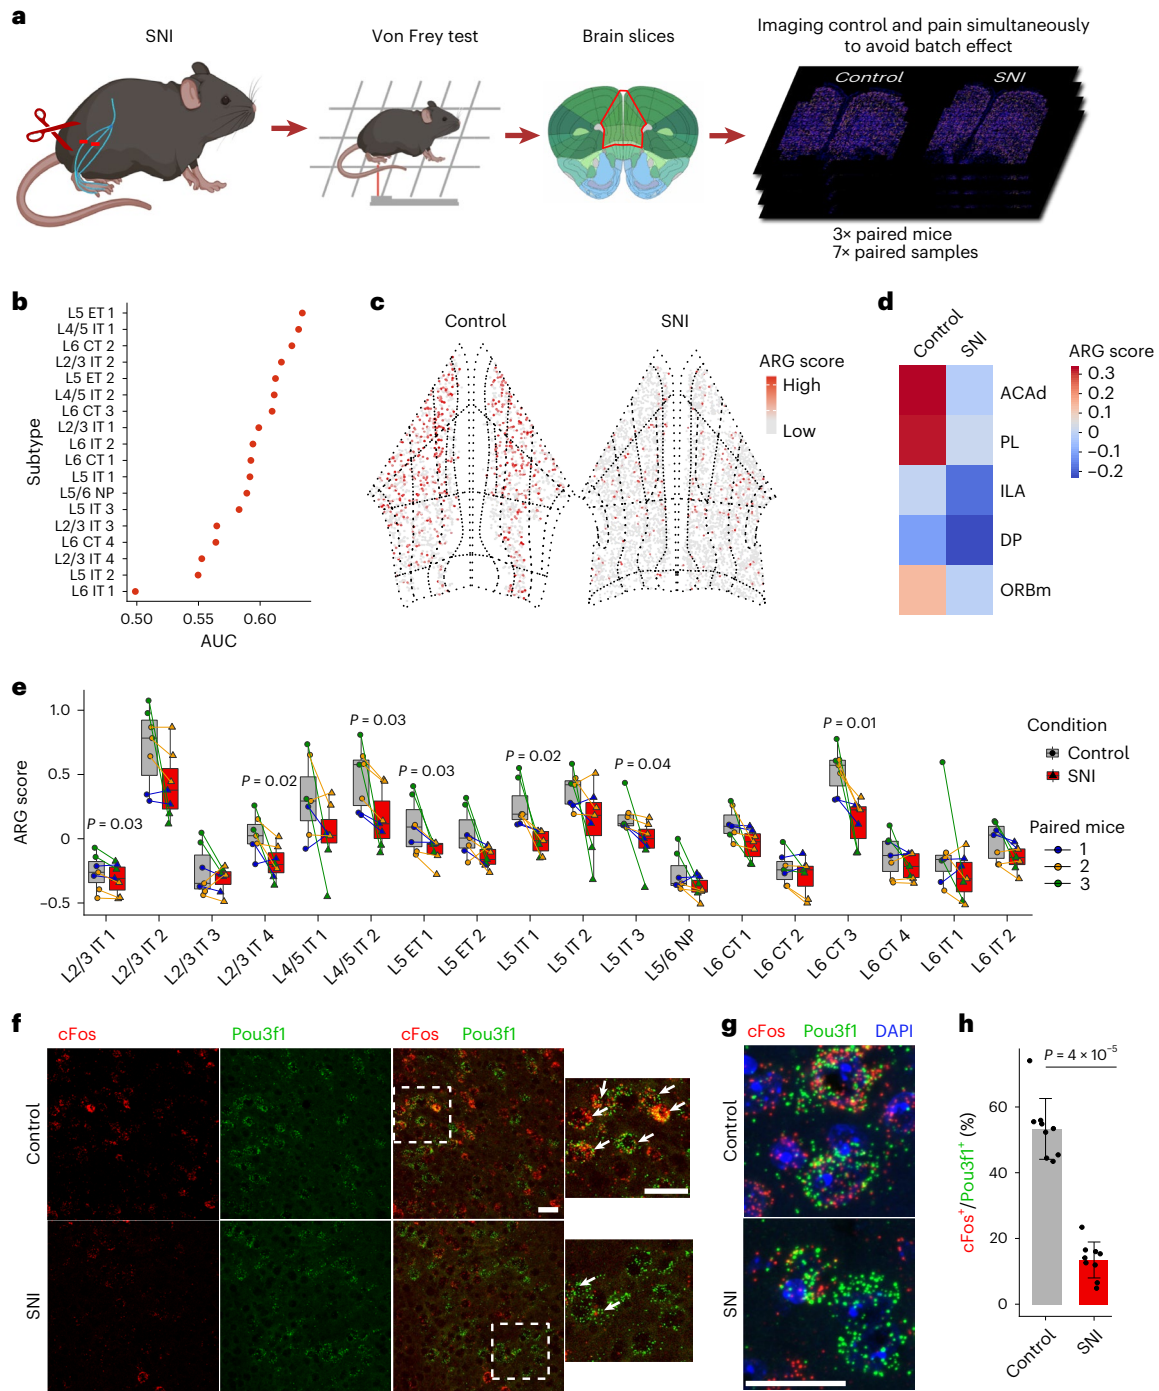 a
SNI
Von Frey test
Brain slices
Imaging control and pain simultaneously
to avoid batch effect
Control
SNI
3× paired mice
7× paired samples
b
Subtype
L5 ET 1
L4/5 IT 1
L6 CT 2
L2/3 IT 2
L5 ET 2
L4/5 IT 2
L6 CT 3
L2/3 IT 1
L6 IT 2
L6 CT 1
L5 IT 1
L5/6 NP
L5 IT 3
L2/3 IT 3
L6 CT 4
L2/3 IT 4
L5 IT 2
L6 IT 1
0.50
0.55
0.60
AUC
c
Control
SNI
ARG score
High
Low
d
Control
SNI
ACAd
PL
ILA
DP
ORBm
ARG score
0.3
0.2
0.1
0
−0.1
−0.2
e
ARG score
1.0
0.5
0
−0.5
P = 0.03
P = 0.02
P = 0.03
P = 0.03
P = 0.02
P = 0.04
P = 0.01
L2/3 IT 1
L2/3 IT 2
L2/3 IT 3
L2/3 IT 4
L4/5 IT 1
L4/5 IT 2
L5 ET 1
L5 ET 2
L5 IT 1
L5 IT 2
L5 IT 3
L5/6 NP
L6 CT 1
L6 CT 2
L6 CT 3
L6 CT 4
L6 IT 1
L6 IT 2
Condition
Control
SNI
Paired mice
1
2
3
f
cFos
Pou3f1
cFos Pou3f1
Control
SNI
g
cFos Pou3f1 DAPI
Control
SNI
h
P = 4 × 10⁻⁵
cFos⁺/Pou3f1⁺ (%)
60
40
20
0
Control
SNI